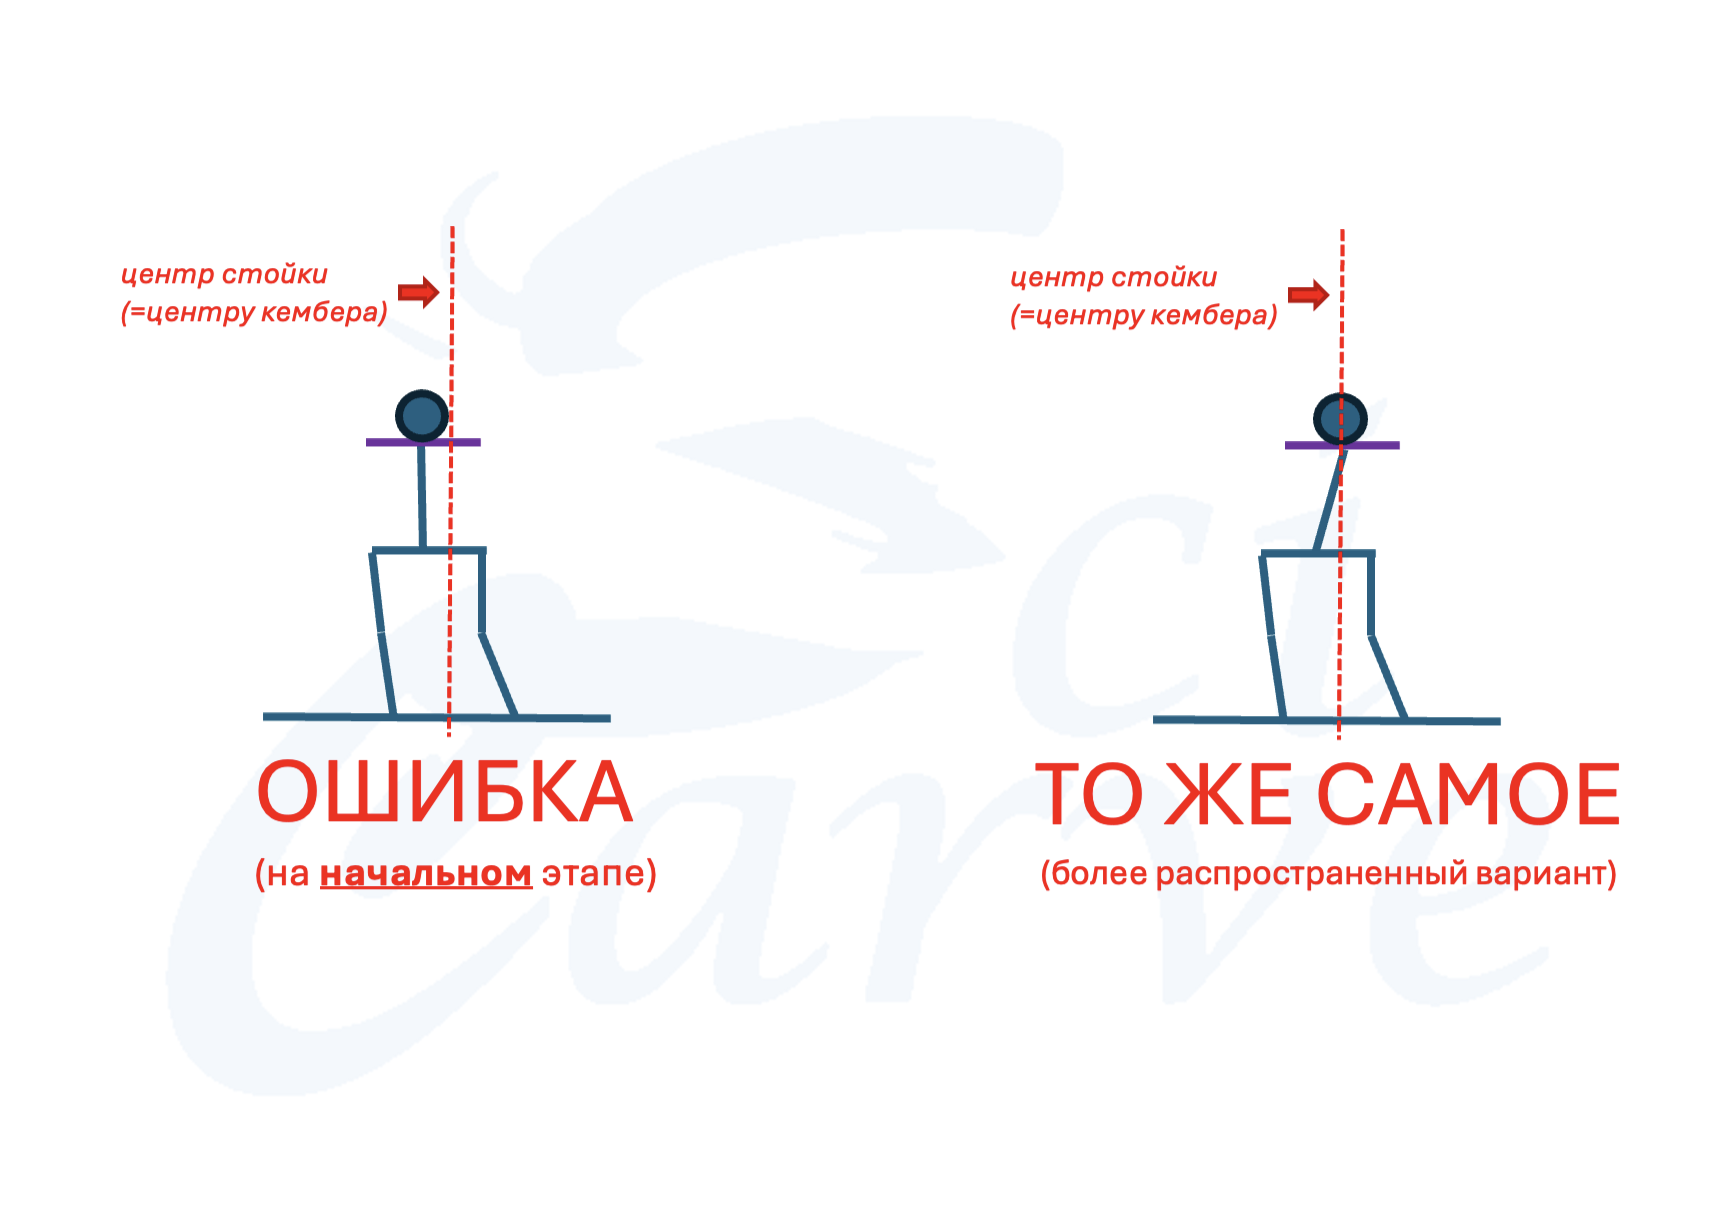 центр стойки
(=центру кембера)
центр стойки
(=центру кембера)
ОШИБКА
(на начальном этапе)
ТО ЖЕ САМОЕ
(более распространенный вариант)
ect
Carve